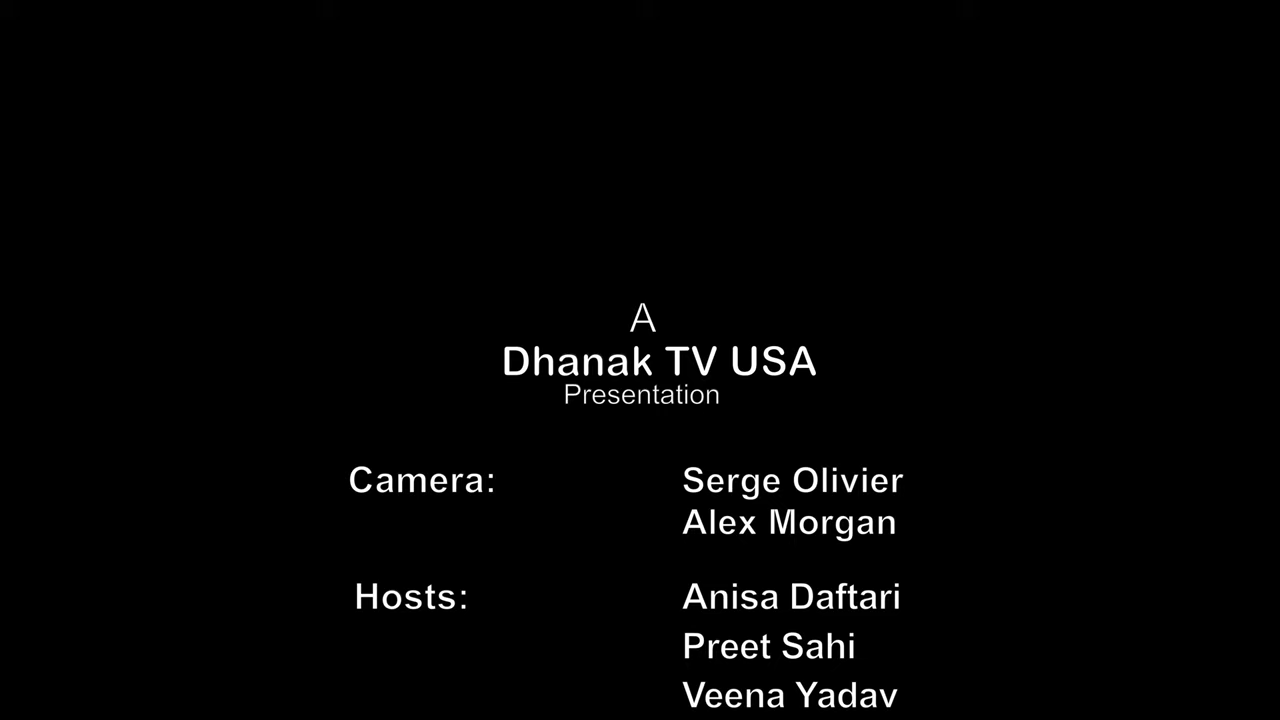 A
Dhanak TV USA
Presentation
Camera: Serge Olivier
Alex Morgan
Hosts: Anisa Daftari
Preet Sahi
Veena Yadav